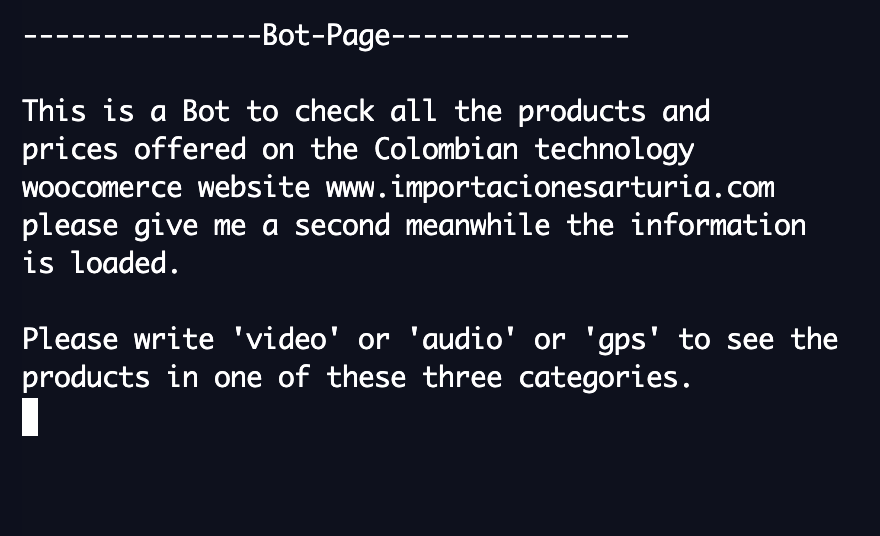 ---------------Bot-Page---------------
This is a Bot to check all the products and
prices offered on the Colombian technology
woocomerce website www.importacionesarturia.com
please give me a second meanwhile the information
is loaded.
Please write 'video' or 'audio' or 'gps' to see the
products in one of these three categories.